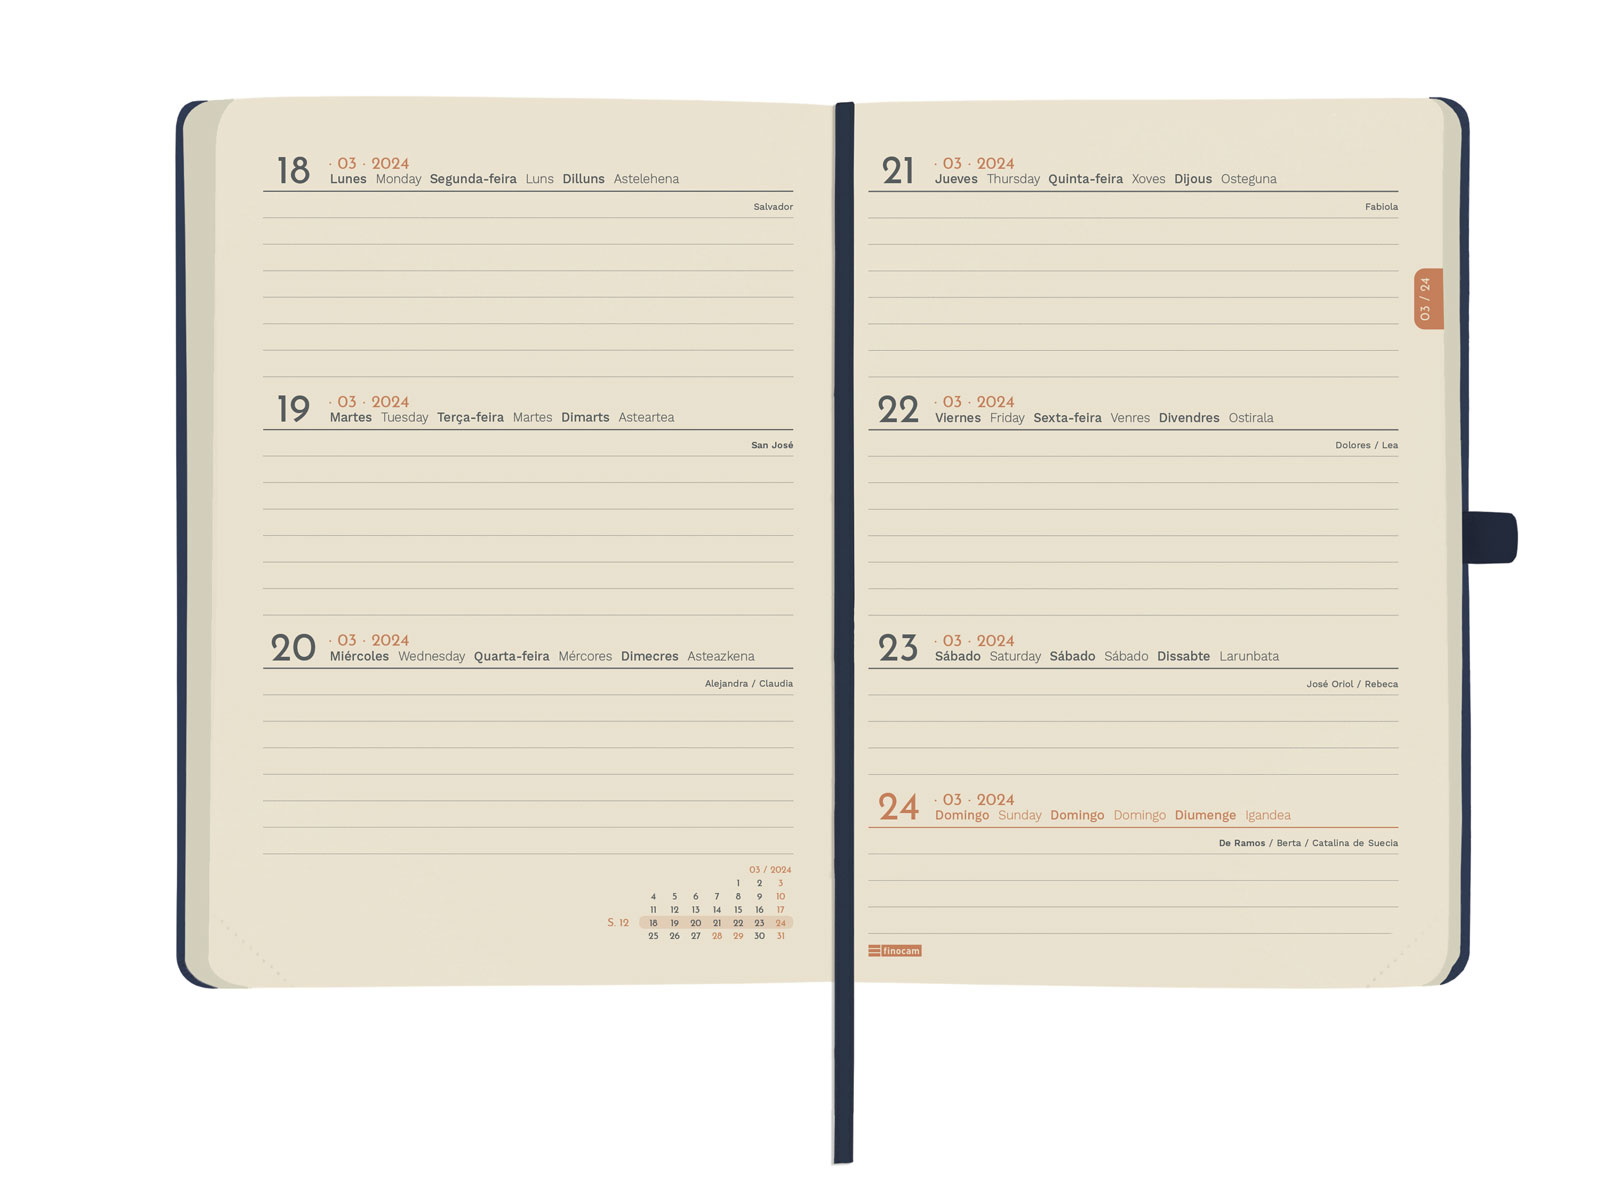 18 · 03 · 2024
Lunes Monday Segunda-feira Luns Dilluns Astelehena
Salvador
19 · 03 · 2024
Martes Tuesday Terça-feira Martes Dimarts Asteartea
San José
20 · 03 · 2024
Miércoles Wednesday Quarta-feira Mércores Dimecres Asteazkena
Alejandra / Claudia
03 / 2024
1 2 3
4 5 6 7 8 9 10
11 12 13 14 15 16 17
S. 12 18 19 20 21 22 23 24
25 26 27 28 29 30 31
21 · 03 · 2024
Jueves Thursday Quinta-feira Xoves Dijous Osteguna
Fabiola
03 / 24
22 · 03 · 2024
Viernes Friday Sexta-feira Venres Divendres Ostirala
Dolores / Lea
23 · 03 · 2024
Sábado Saturday Sábado Sábado Dissabte Larunbata
José Oriol / Rebeca
24 · 03 · 2024
Domingo Sunday Domingo Domingo Diumenge Igandea
De Ramos / Berta / Catalina de Suecia
finocam